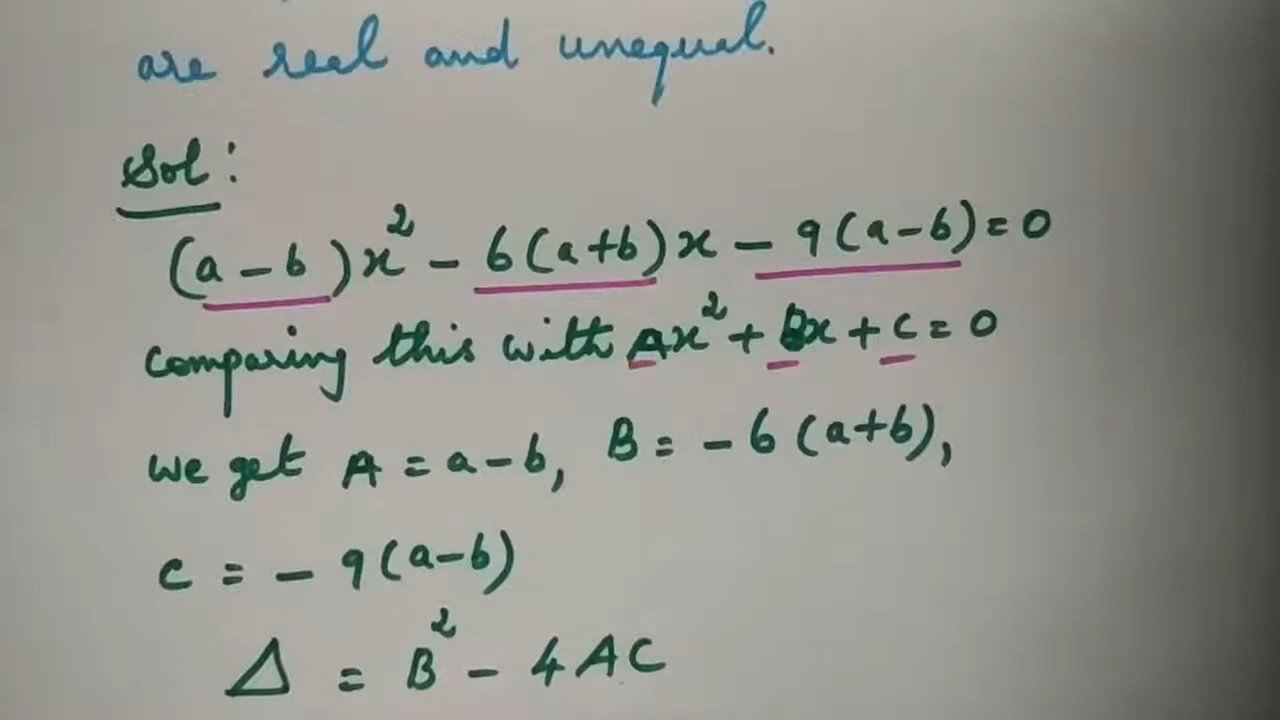 are real and unequal.
Sol:
(a-b)x² - 6(a+b)x - 9(a-b)=0
comparing this with Ax² + Bx + C = 0
we get A = a-b, B = -6(a+b),
C = - 9(a-b)
Δ = B² - 4AC